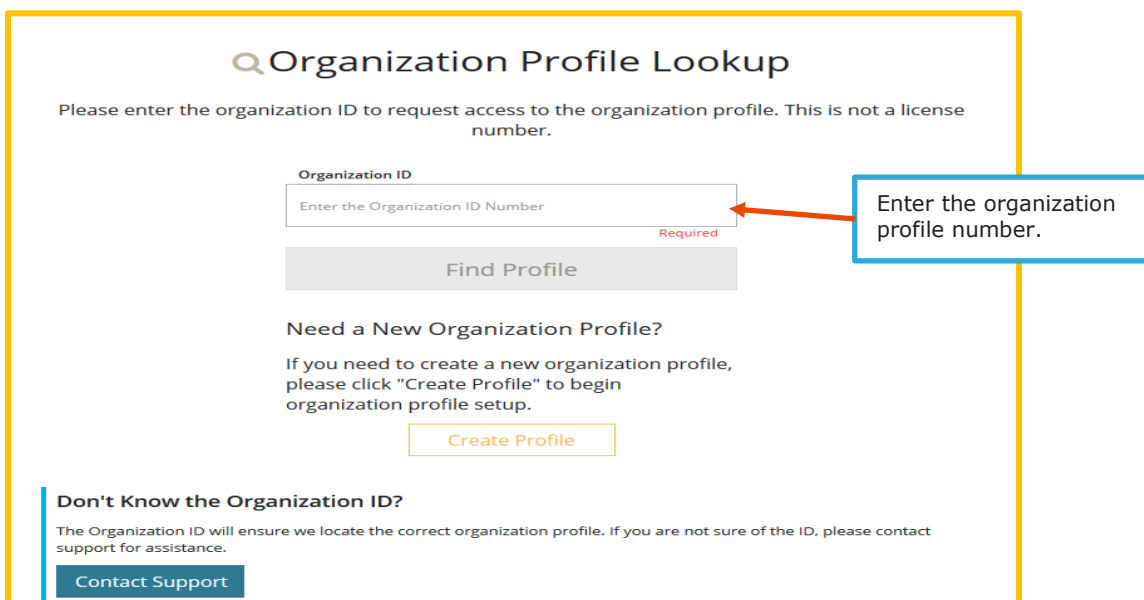 Organization Profile Lookup
Please enter the organization ID to request access to the organization profile. This is not a license
number.
Organization ID
Enter the Organization ID Number
Required
Enter the organization
profile number.
Find Profile
Need a New Organization Profile?
If you need to create a new organization profile,
please click "Create Profile" to begin
organization profile setup.
Create Profile
Don't Know the Organization ID?
The Organization ID will ensure we locate the correct organization profile. If you are not sure of the ID, please contact
support for assistance.
Contact Support